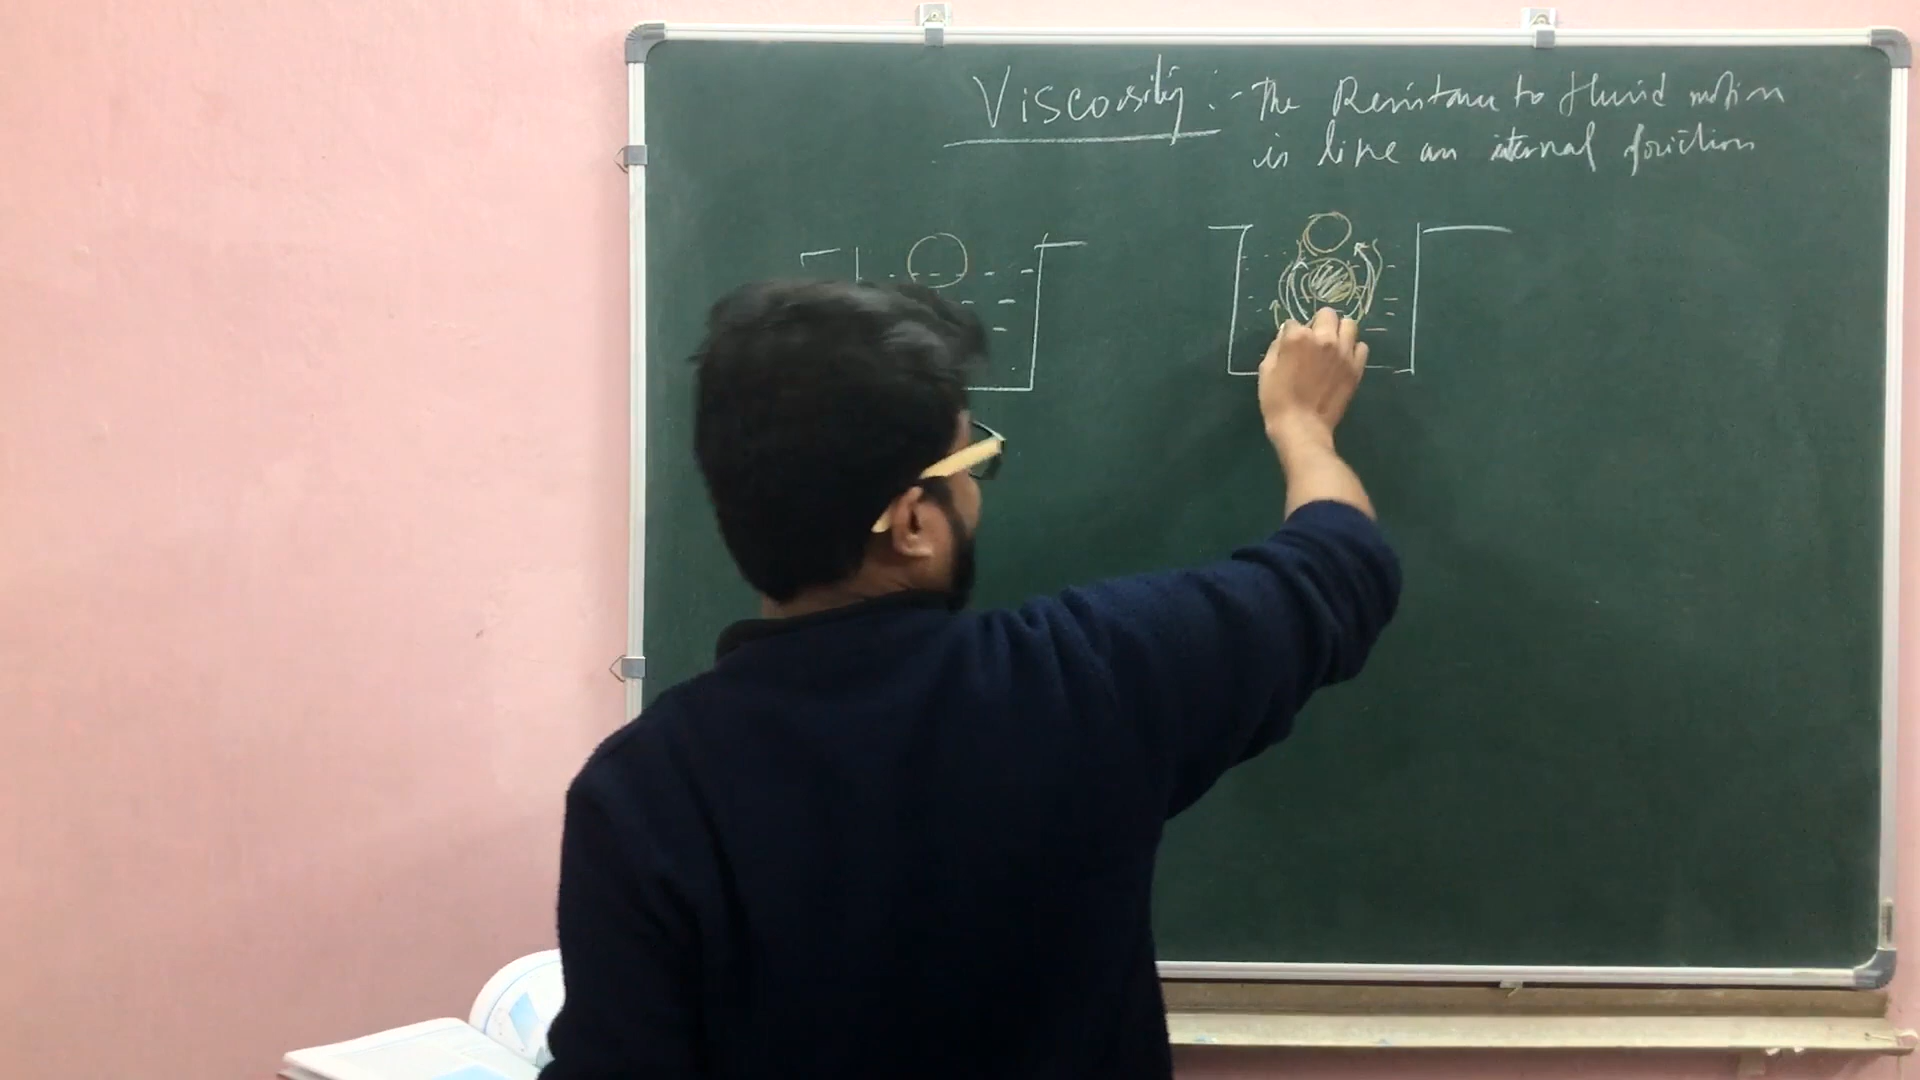 Viscosity :- The Resistance to fluid motion
is like an internal friction